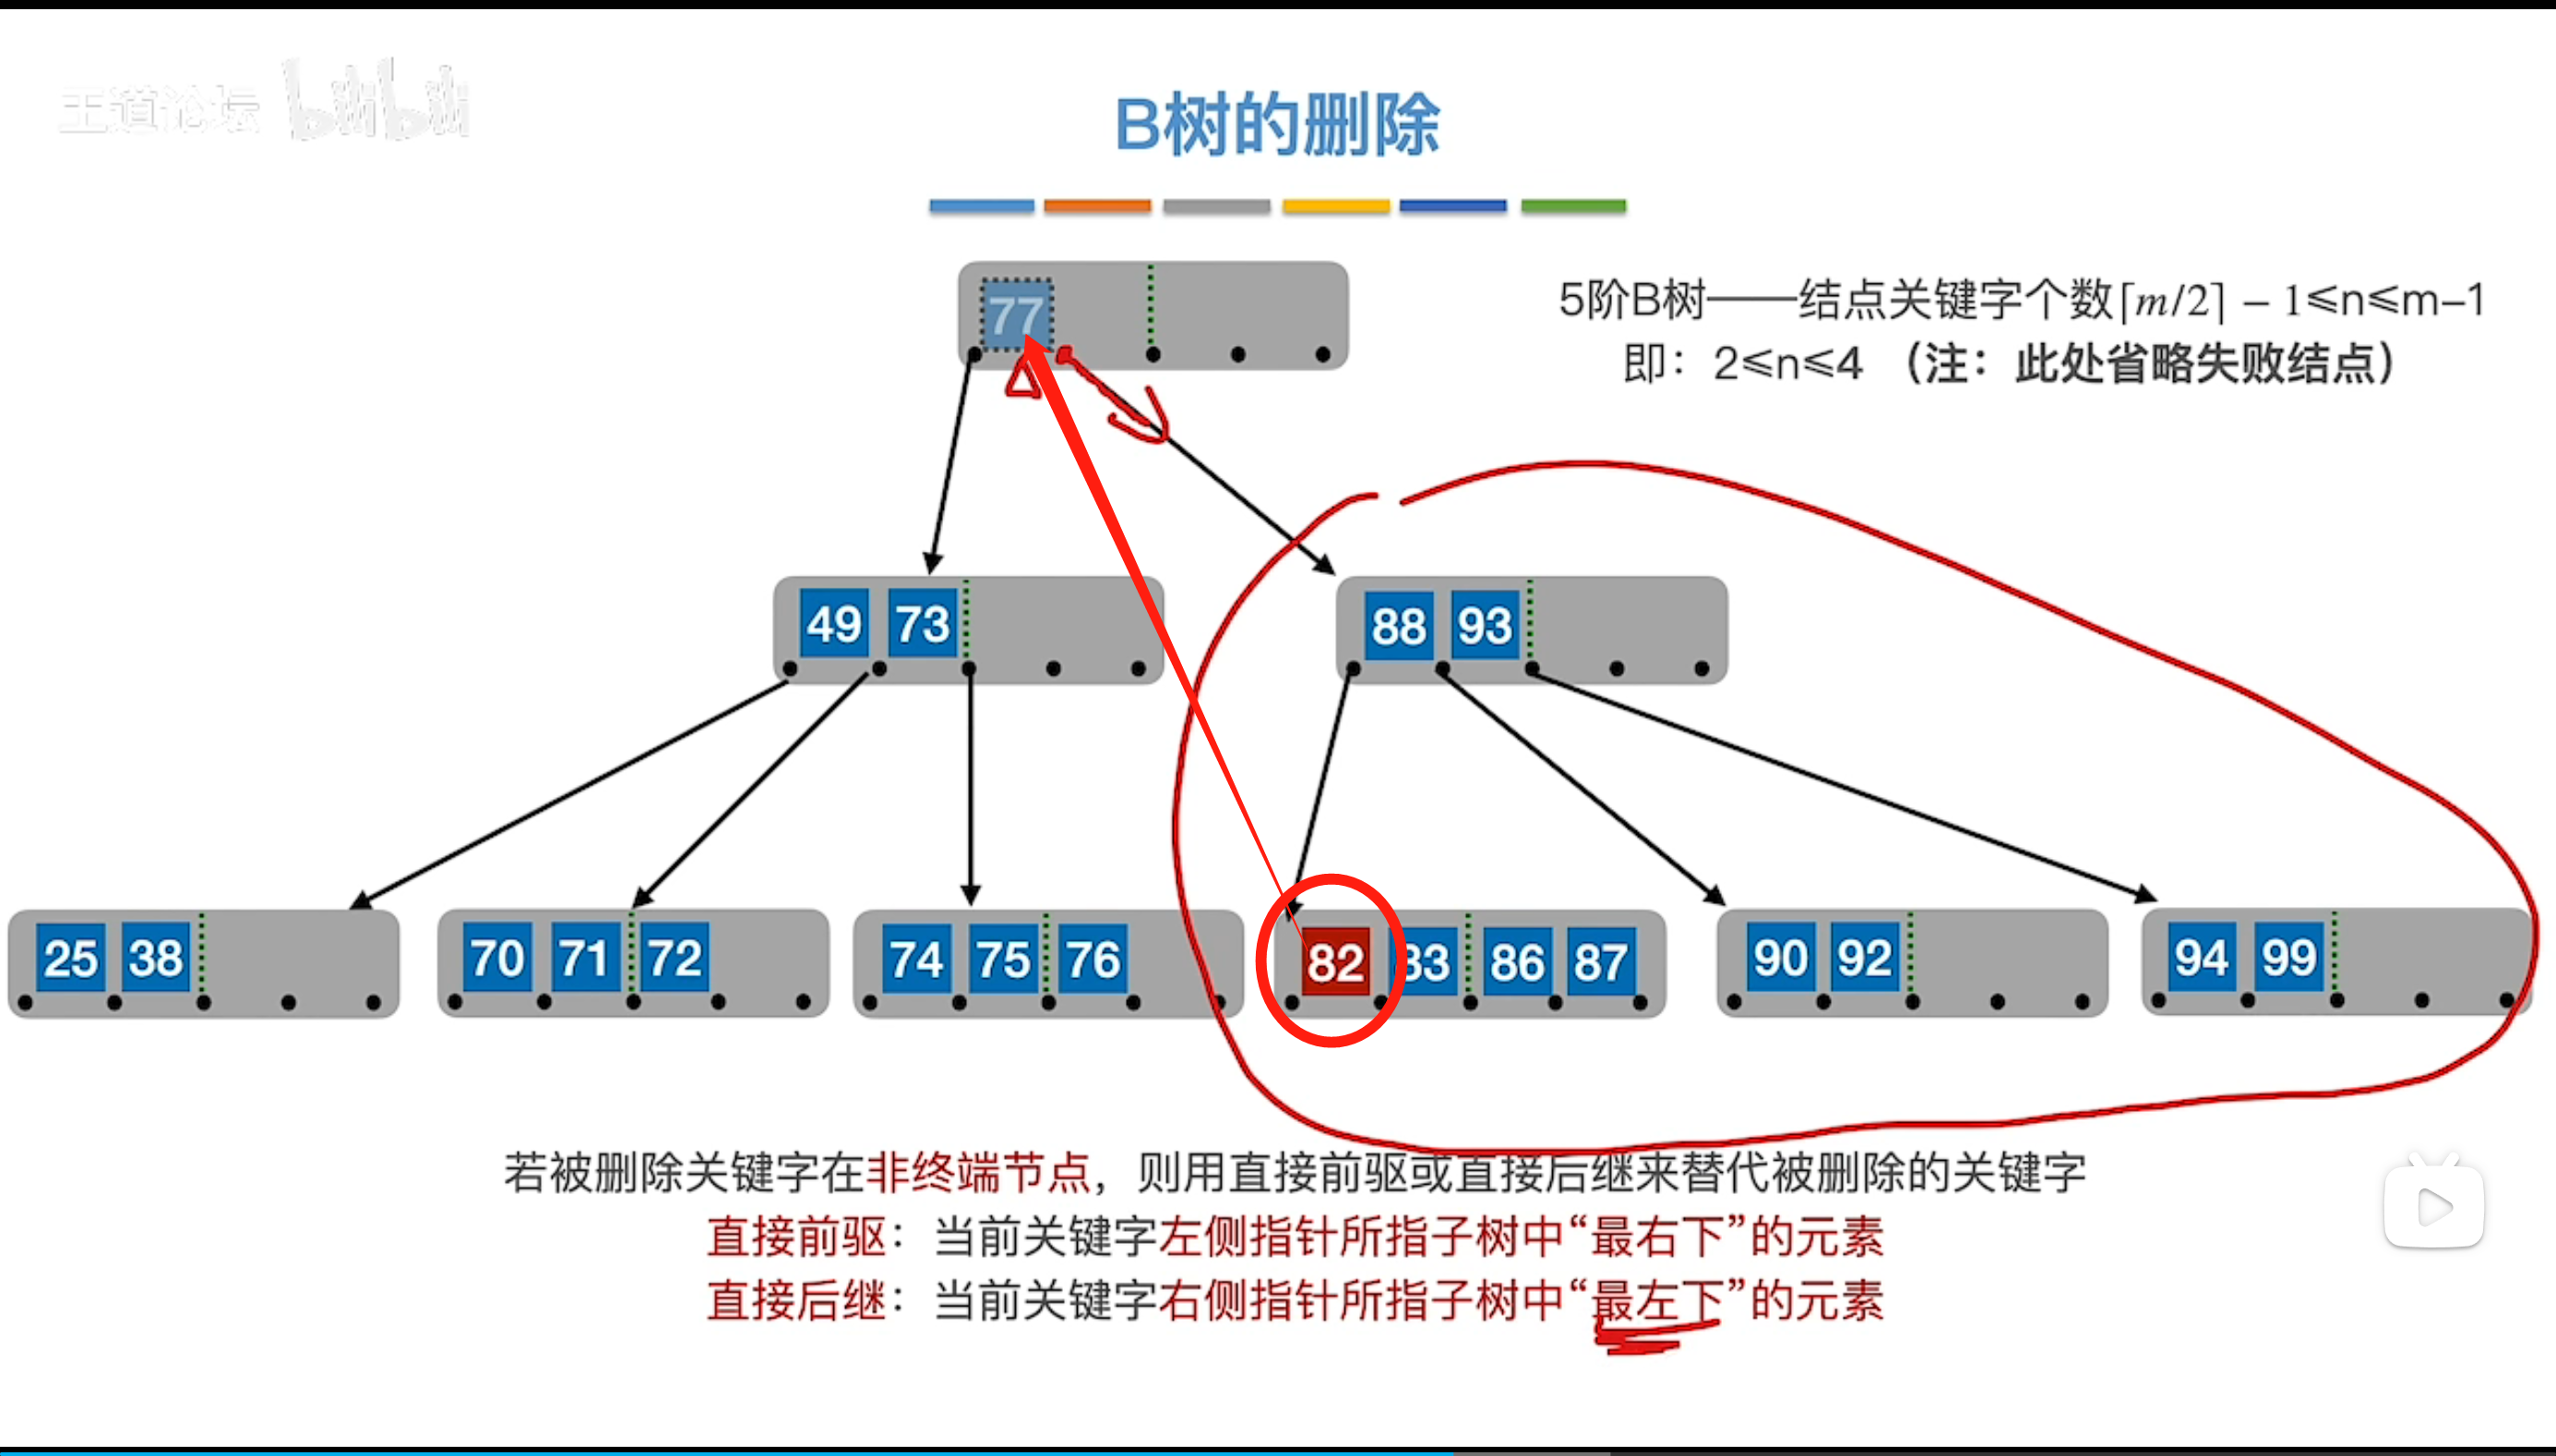 王道论坛 bilibili
B树的删除
77
5阶B树——结点关键字个数⌈m/2⌉ – 1≤n≤m–1
即：2≤n≤4 （注：此处省略失败结点）
49 73
88 93
25 38
70 71 72
74 75 76
82 83 86 87
90 92
94 99
若被删除关键字在非终端节点，则用直接前驱或直接后继来替代被删除的关键字
直接前驱：当前关键字左侧指针所指子树中“最右下”的元素
直接后继：当前关键字右侧指针所指子树中“最左下”的元素